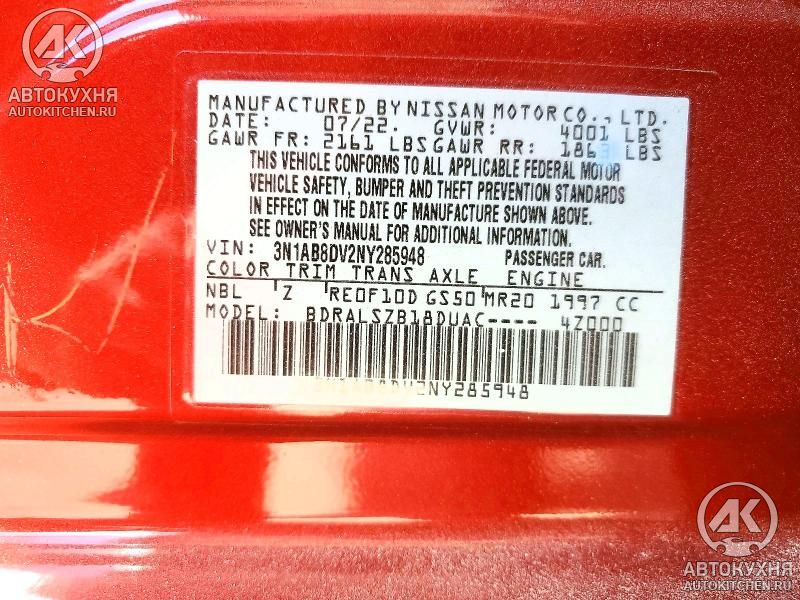 АК
АВТОКУХНЯ
AUTOKITCHEN.RU
MANUFACTURED BY NISSAN MOTOR CO., LTD.
DATE: 07/22. GVWR: 4001 LBS
GAWR FR: 2161 LBS GAWR RR: 1863 LBS
THIS VEHICLE CONFORMS TO ALL APPLICABLE FEDERAL MOTOR
VEHICLE SAFETY, BUMPER AND THEFT PREVENTION STANDARDS
IN EFFECT ON THE DATE OF MANUFACTURE SHOWN ABOVE.
SEE OWNER'S MANUAL FOR ADDITIONAL INFORMATION.
VIN: 3N1AB8DV2NY285948 PASSENGER CAR.
COLOR TRIM TRANS AXLE ENGINE
NBL Z RE0F10D GS50 MR20 1997 CC
MODEL: BDRALSZB18DUAC---- 4Z000
3N1AB8DV2NY285948
АК
АВТОКУХНЯ
AUTOKITCHEN.RU